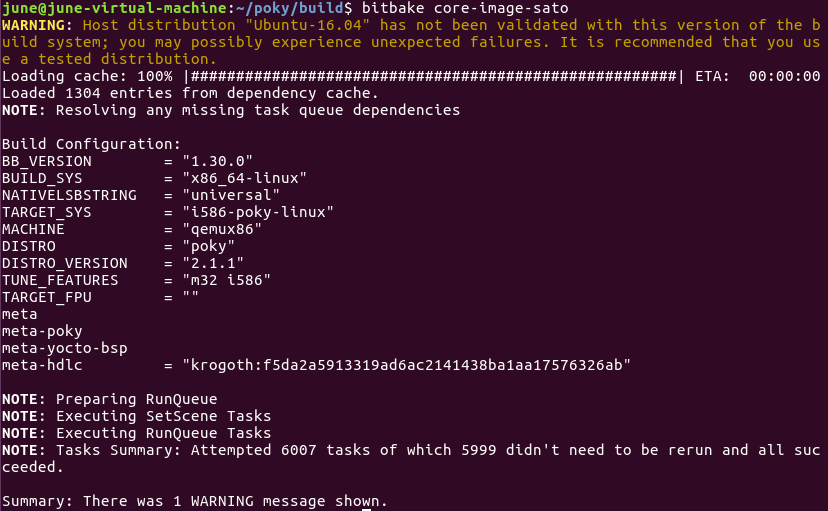 june@june-virtual-machine:~/poky/build$ bitbake core-image-sato
WARNING: Host distribution "Ubuntu-16.04" has not been validated with this version of the b
uild system; you may possibly experience unexpected failures. It is recommended that you us
e a tested distribution.
Loading cache: 100% |######################################################| ETA:  00:00:00
Loaded 1304 entries from dependency cache.
NOTE: Resolving any missing task queue dependencies

Build Configuration:
BB_VERSION        = "1.30.0"
BUILD_SYS         = "x86_64-linux"
NATIVELSBSTRING   = "universal"
TARGET_SYS        = "i586-poky-linux"
MACHINE           = "qemux86"
DISTRO            = "poky"
DISTRO_VERSION    = "2.1.1"
TUNE_FEATURES     = "m32 i586"
TARGET_FPU        = ""
meta
meta-poky
meta-yocto-bsp
meta-hdlc         = "krogoth:f5da2a5913319ad6ac2141438ba1aa17576326ab"

NOTE: Preparing RunQueue
NOTE: Executing SetScene Tasks
NOTE: Executing RunQueue Tasks
NOTE: Tasks Summary: Attempted 6007 tasks of which 5999 didn't need to be rerun and all suc
ceeded.

Summary: There was 1 WARNING message shown.